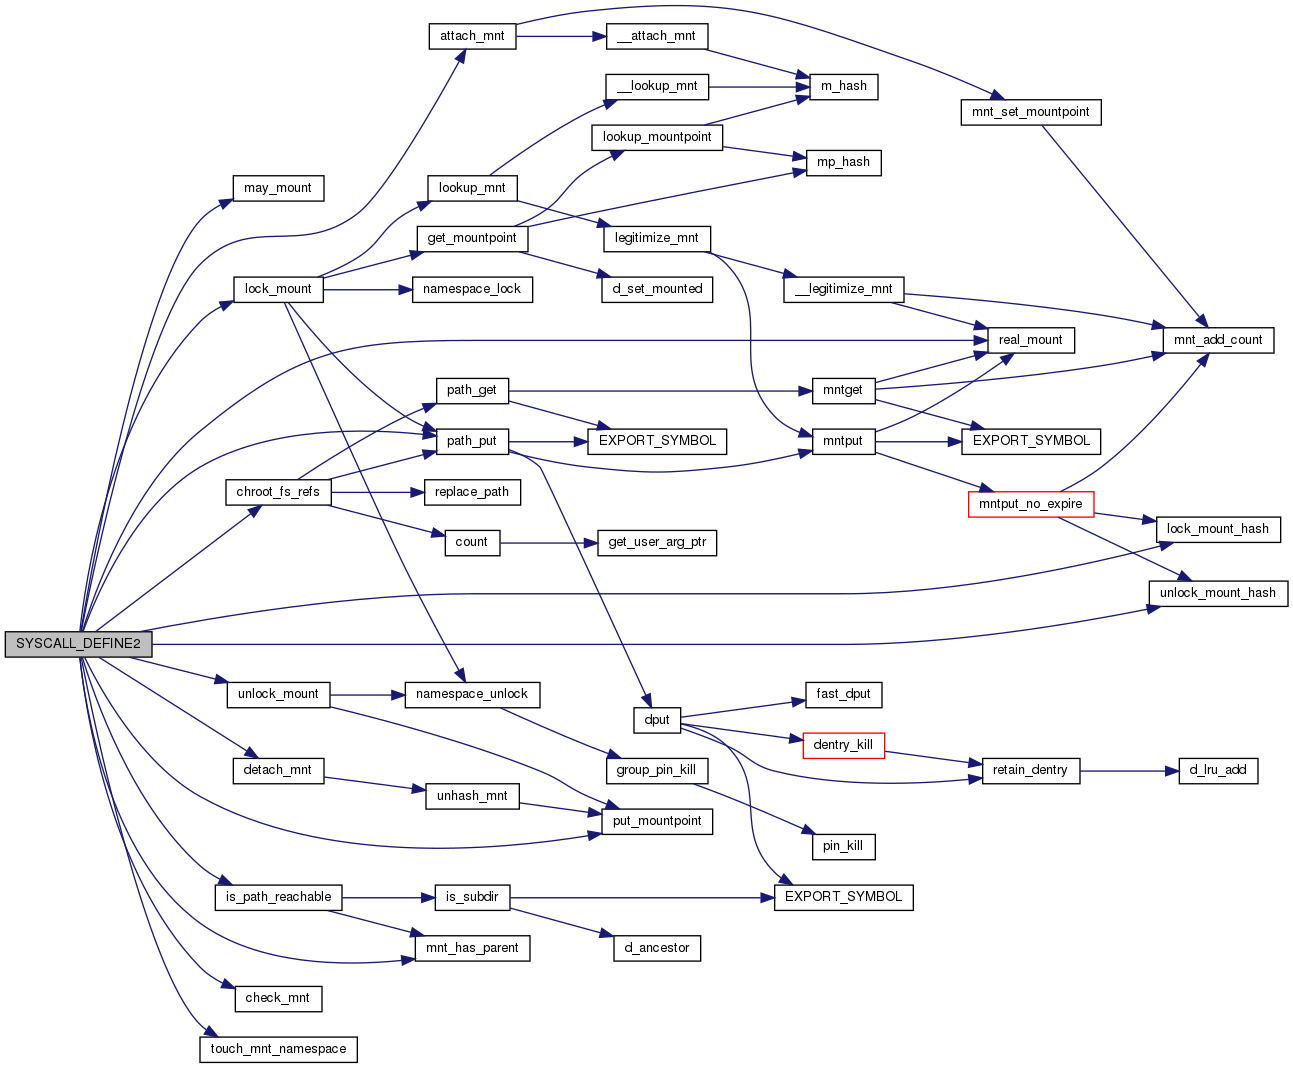 attach_mnt
__attach_mnt
__lookup_mnt
m_hash
mnt_set_mountpoint
lookup_mountpoint
mp_hash
may_mount
lookup_mnt
get_mountpoint
legitimize_mnt
lock_mount
namespace_lock
d_set_mounted
__legitimize_mnt
real_mount
mnt_add_count
path_get
mntget
path_put
EXPORT_SYMBOL
mntput
EXPORT_SYMBOL
chroot_fs_refs
replace_path
mntput_no_expire
count
get_user_arg_ptr
lock_mount_hash
unlock_mount_hash
SYSCALL_DEFINE2
unlock_mount
namespace_unlock
fast_dput
dput
dentry_kill
detach_mnt
group_pin_kill
retain_dentry
d_lru_add
unhash_mnt
put_mountpoint
pin_kill
is_path_reachable
is_subdir
EXPORT_SYMBOL
mnt_has_parent
d_ancestor
check_mnt
touch_mnt_namespace